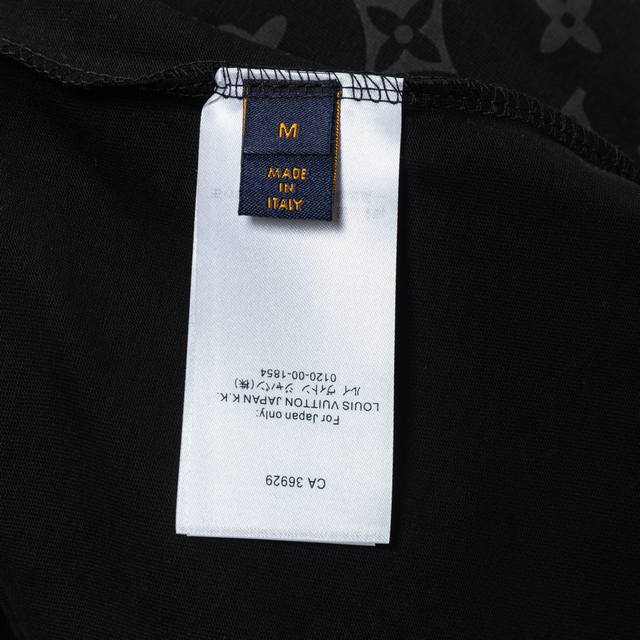 M
MADE
IN
ITALY
CA 36929
For Japan only:
LOUIS VUITTON JAPAN K.K.
ルイ ヴィトン ジャパン(株)
0120-00-1854